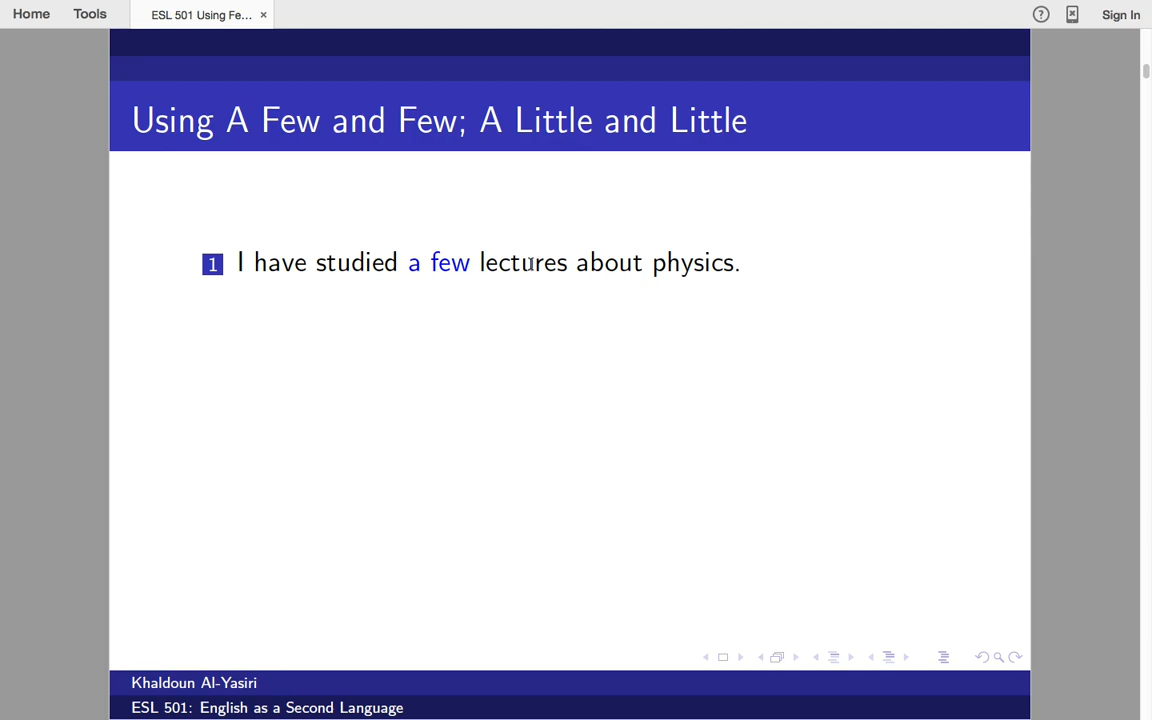 Home Tools ESL 501 Using Fe... × ? Sign In
Using A Few and Few; A Little and Little
1 I have studied a few lectures about physics.
Khaldoun Al-Yasiri
ESL 501: English as a Second Language